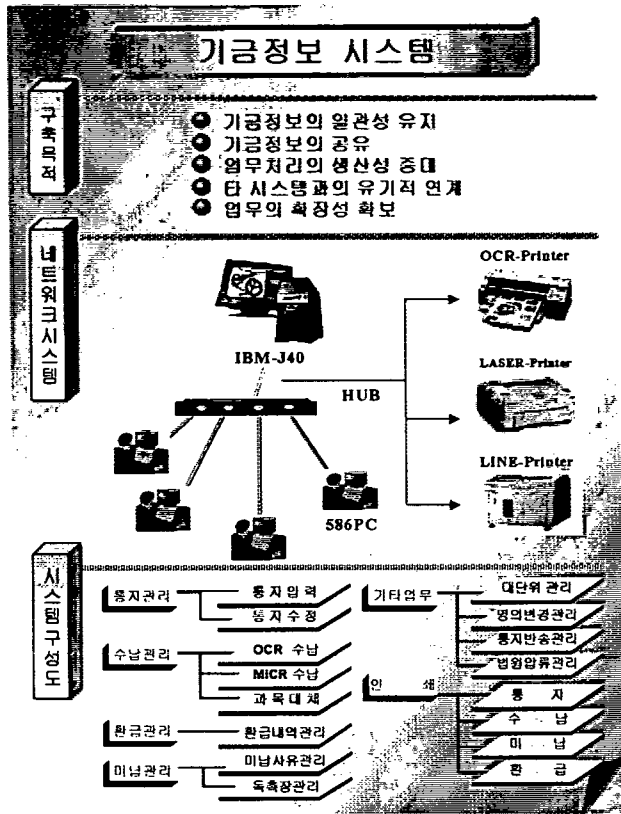 기금정보 시스템
구축목적
기금정보의 일관성 유지
기금정보의 공유
업무처리의 생산성 증대
타 시스템과의 유기적 연계
업무의 확장성 확보
네트워크시스템
OCR-Printer
IBM-J40
HUB
LASER-Printer
LINE-Printer
586PC
시스템구성도
통지관리
통지입력
통지수정
수납관리
OCR 수납
MICR 수납
과목대체
환급관리
환급내역관리
미납관리
미납사유관리
독촉장관리
기타업무
대단위 관리
명의변경관리
통지반송관리
법원압류관리
인 쇄
통 지
수 납
미 납
환 급